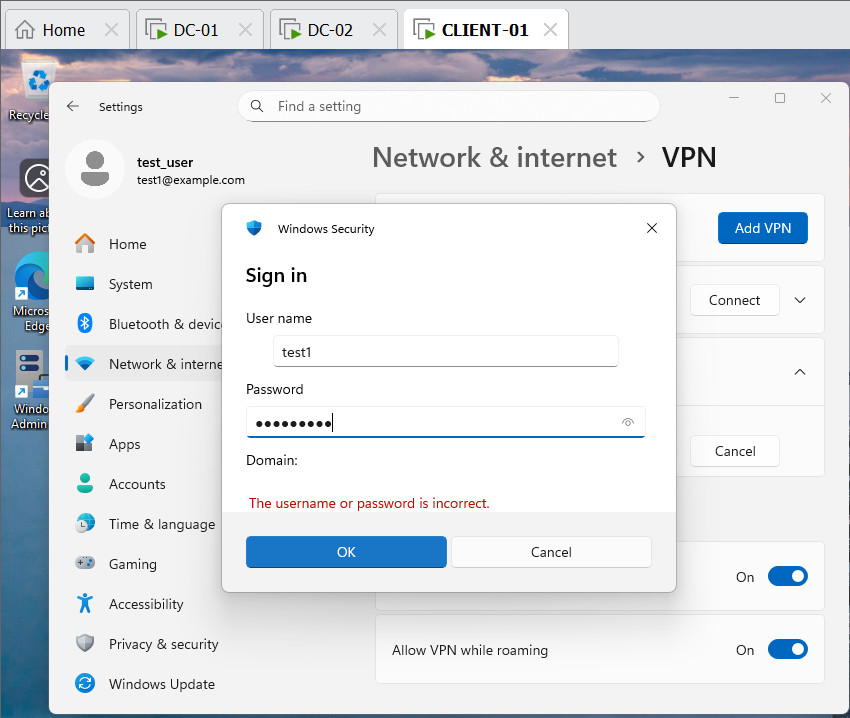 Home
DC-01
DC-02
CLIENT-01
Recycle
Learn ab
this pict
Micros
Edge
Windo
Admin
Settings
Find a setting
test_user
test1@example.com
Home
System
Bluetooth & device
Network & interne
Personalization
Apps
Accounts
Time & language
Gaming
Accessibility
Privacy & security
Windows Update
Network & internet > VPN
Add VPN
Connect
Cancel
On
Allow VPN while roaming
On
Windows Security
Sign in
User name
test1
Password
Domain:
The username or password is incorrect.
OK
Cancel